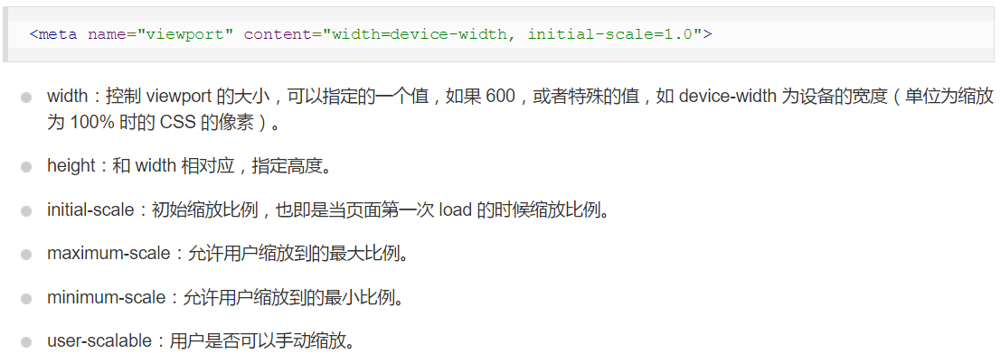 <meta name="viewport" content="width=device-width, initial-scale=1.0">
width：控制 viewport 的大小，可以指定的一个值，如果 600，或者特殊的值，如 device-width 为设备的宽度（单位为缩放
为 100% 时的 CSS 的像素）。
height：和 width 相对应，指定高度。
initial-scale：初始缩放比例，也即是当页面第一次 load 的时候缩放比例。
maximum-scale：允许用户缩放到的最大比例。
minimum-scale：允许用户缩放到的最小比例。
user-scalable：用户是否可以手动缩放。